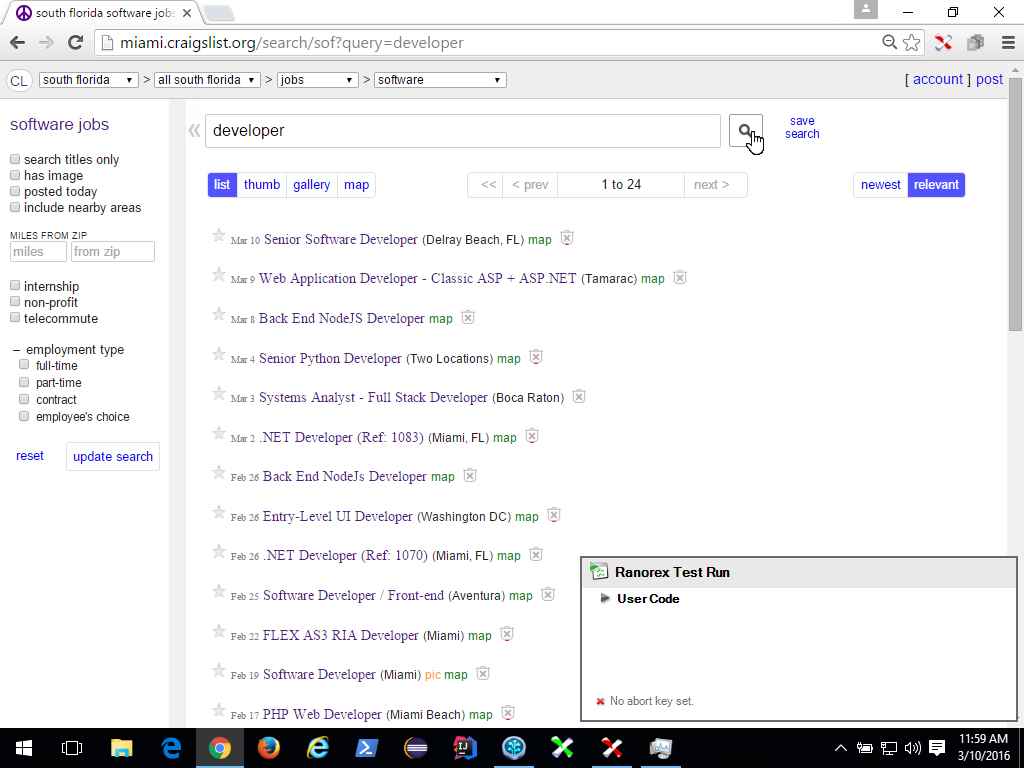 south florida software jobs
miami.craigslist.org/search/sof?query=developer
CL south florida > all south florida > jobs > software [ account ] post
software jobs
search titles only
has image
posted today
include nearby areas
MILES FROM ZIP
miles from zip
internship
non-profit
telecommute
– employment type
full-time
part-time
contract
employee's choice
reset update search
« developer save search
list thumb gallery map << < prev 1 to 24 next > newest relevant
Mar 10 Senior Software Developer (Delray Beach, FL) map
Mar 9 Web Application Developer - Classic ASP + ASP.NET (Tamarac) map
Mar 8 Back End NodeJS Developer map
Mar 4 Senior Python Developer (Two Locations) map
Mar 3 Systems Analyst - Full Stack Developer (Boca Raton)
Mar 2 .NET Developer (Ref: 1083) (Miami, FL) map
Feb 26 Back End NodeJs Developer map
Feb 26 Entry-Level UI Developer (Washington DC) map
Feb 26 .NET Developer (Ref: 1070) (Miami, FL) map
Feb 25 Software Developer / Front-end (Aventura) map
Feb 22 FLEX AS3 RIA Developer (Miami) map
Feb 19 Software Developer (Miami) pic map
Feb 17 PHP Web Developer (Miami Beach) map
Ranorex Test Run
User Code
No abort key set.
11:59 AM
3/10/2016